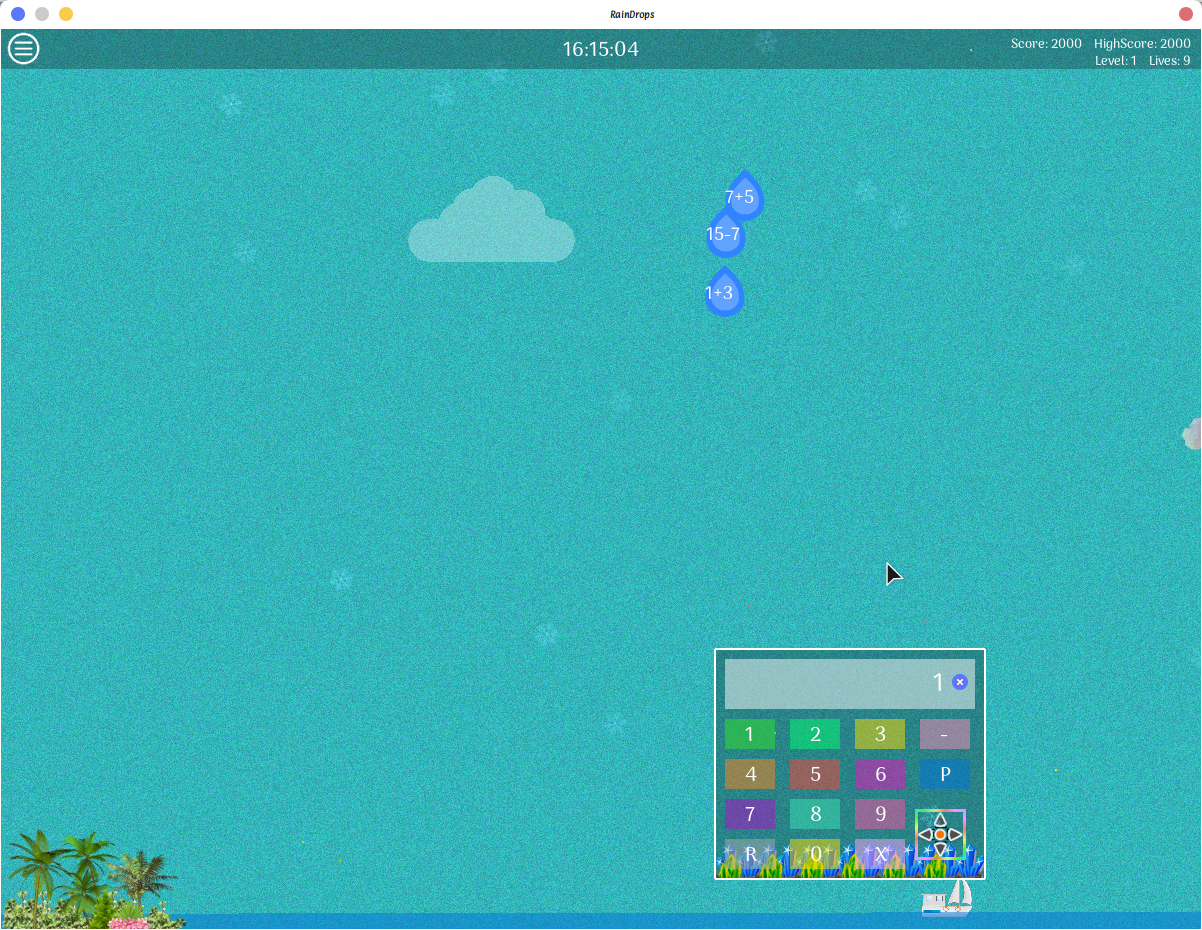 RainDrops
16:15:04
Score: 2000 HighScore: 2000
Level: 1 Lives: 9
7+5
15-7
1+3
1
1 2 3 -
4 5 6 P
7 8 9
R 0 X